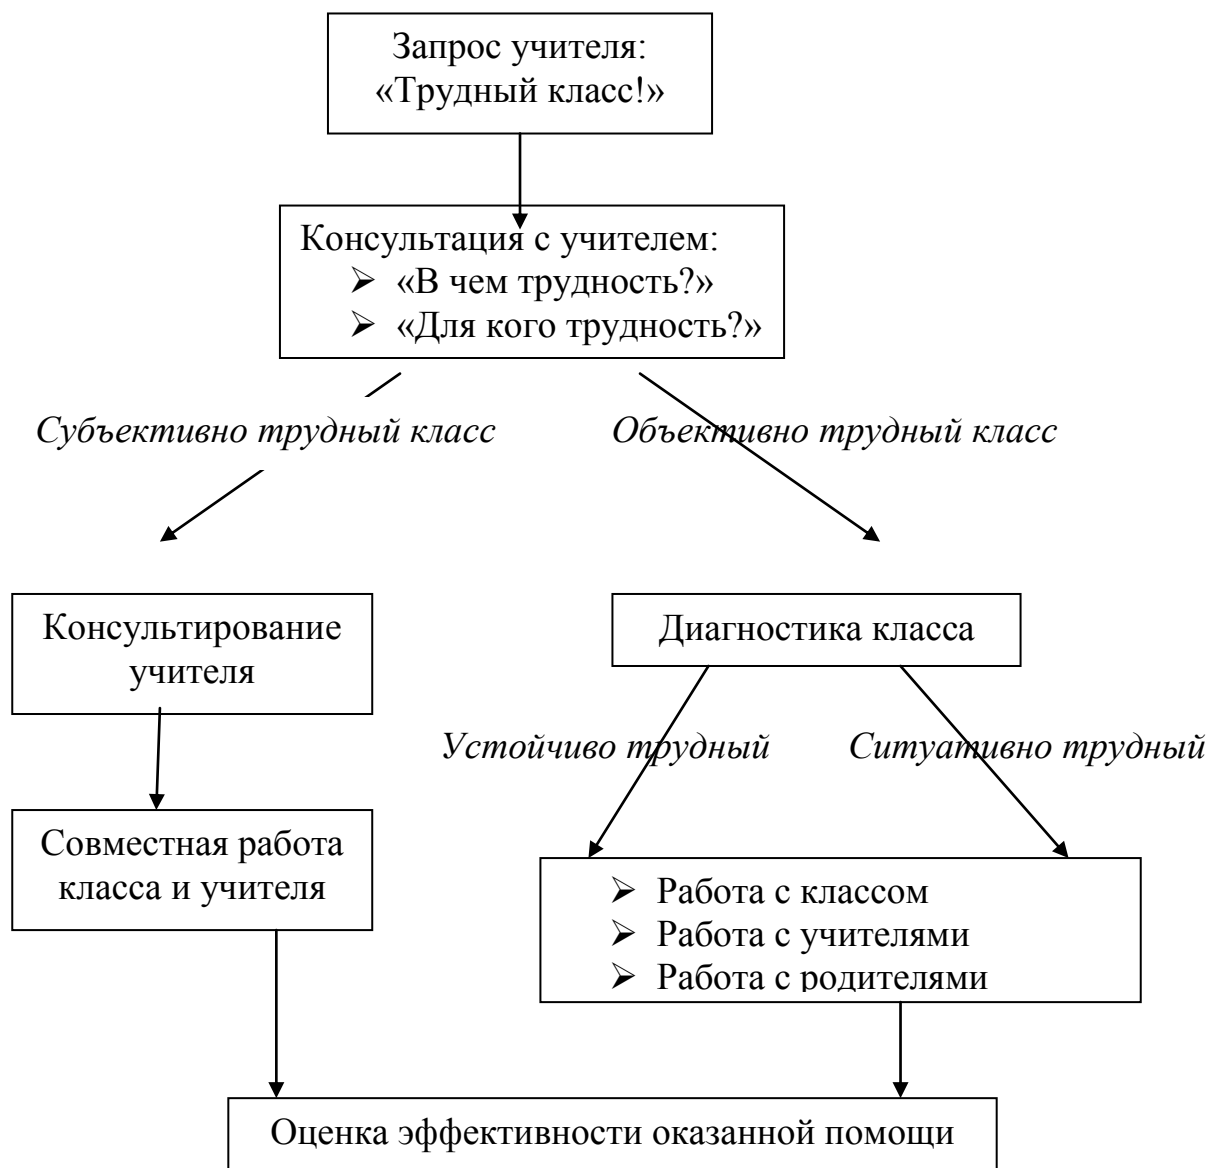 Запрос учителя:
«Трудный класс!»
Консультация с учителем:
➢ «В чем трудность?»
➢ «Для кого трудность?»
Субъективно трудный класс
Объективно трудный класс
Консультирование
учителя
Диагностика класса
Устойчиво трудный
Ситуативно трудный
Совместная работа
класса и учителя
➢ Работа с классом
➢ Работа с учителями
➢ Работа с родителями
Оценка эффективности оказанной помощи